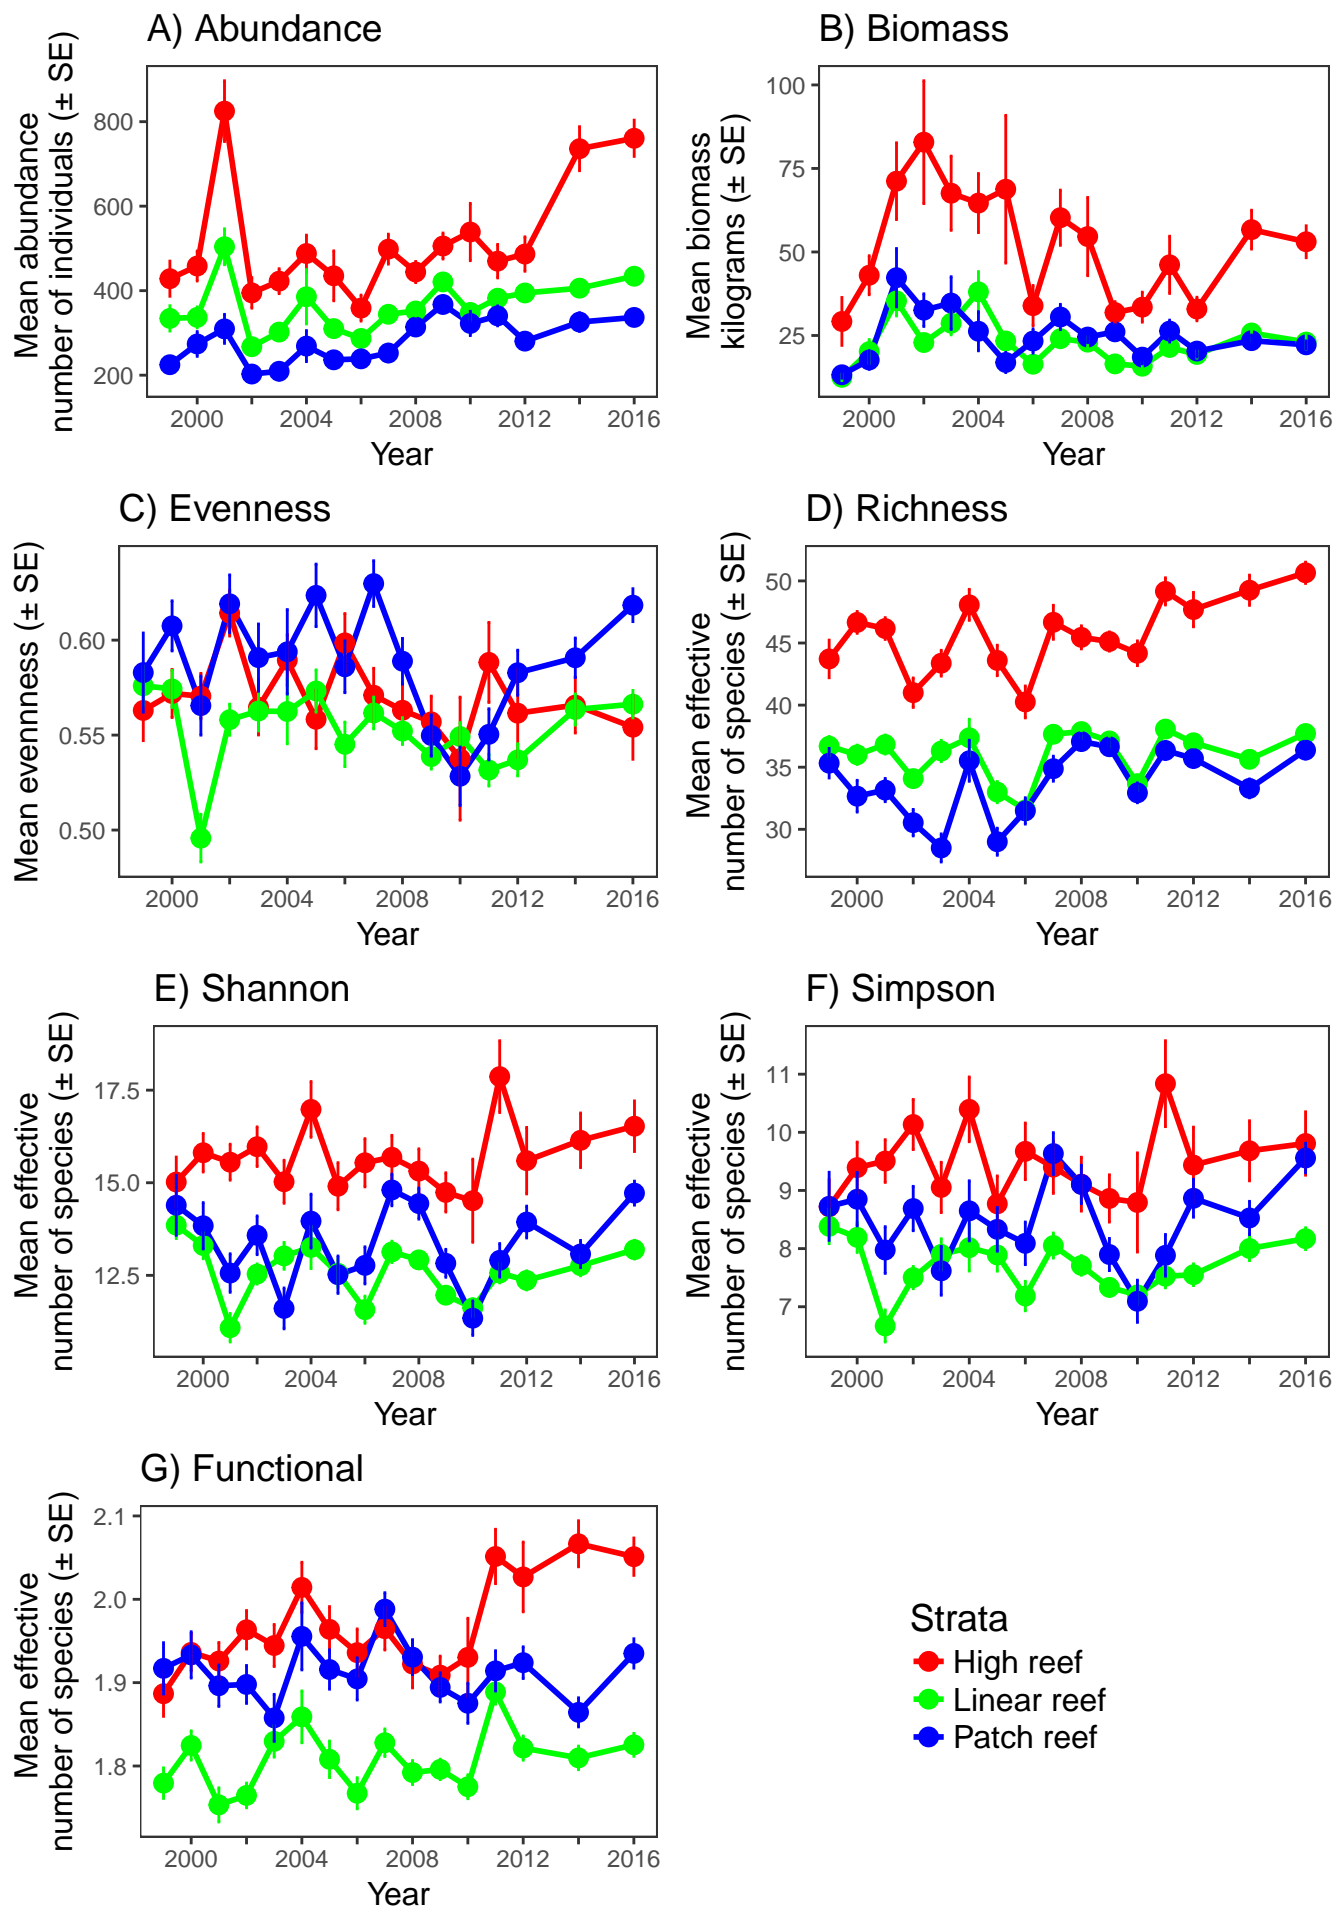 A) Abundance
Mean abundance
number of individuals (± SE)
800
600
400
200
2000 2004 2008 2012 2016
Year
B) Biomass
Mean biomass
kilograms (± SE)
100
75
50
25
2000 2004 2008 2012 2016
Year
C) Evenness
Mean evenness (± SE)
0.60
0.55
0.50
2000 2004 2008 2012 2016
Year
D) Richness
Mean effective
number of species (± SE)
50
45
40
35
30
2000 2004 2008 2012 2016
Year
E) Shannon
Mean effective
number of species (± SE)
17.5
15.0
12.5
2000 2004 2008 2012 2016
Year
F) Simpson
Mean effective
number of species (± SE)
11
10
9
8
7
2000 2004 2008 2012 2016
Year
G) Functional
Mean effective
number of species (± SE)
2.1
2.0
1.9
1.8
2000 2004 2008 2012 2016
Year
Strata
High reef
Linear reef
Patch reef